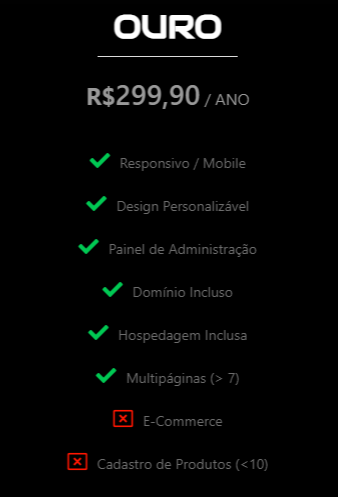 OURO
R$299,90 / ANO
Responsivo / Mobile
Design Personalizável
Painel de Administração
Domínio Incluso
Hospedagem Inclusa
Multipáginas (> 7)
E-Commerce
Cadastro de Produtos (<10)